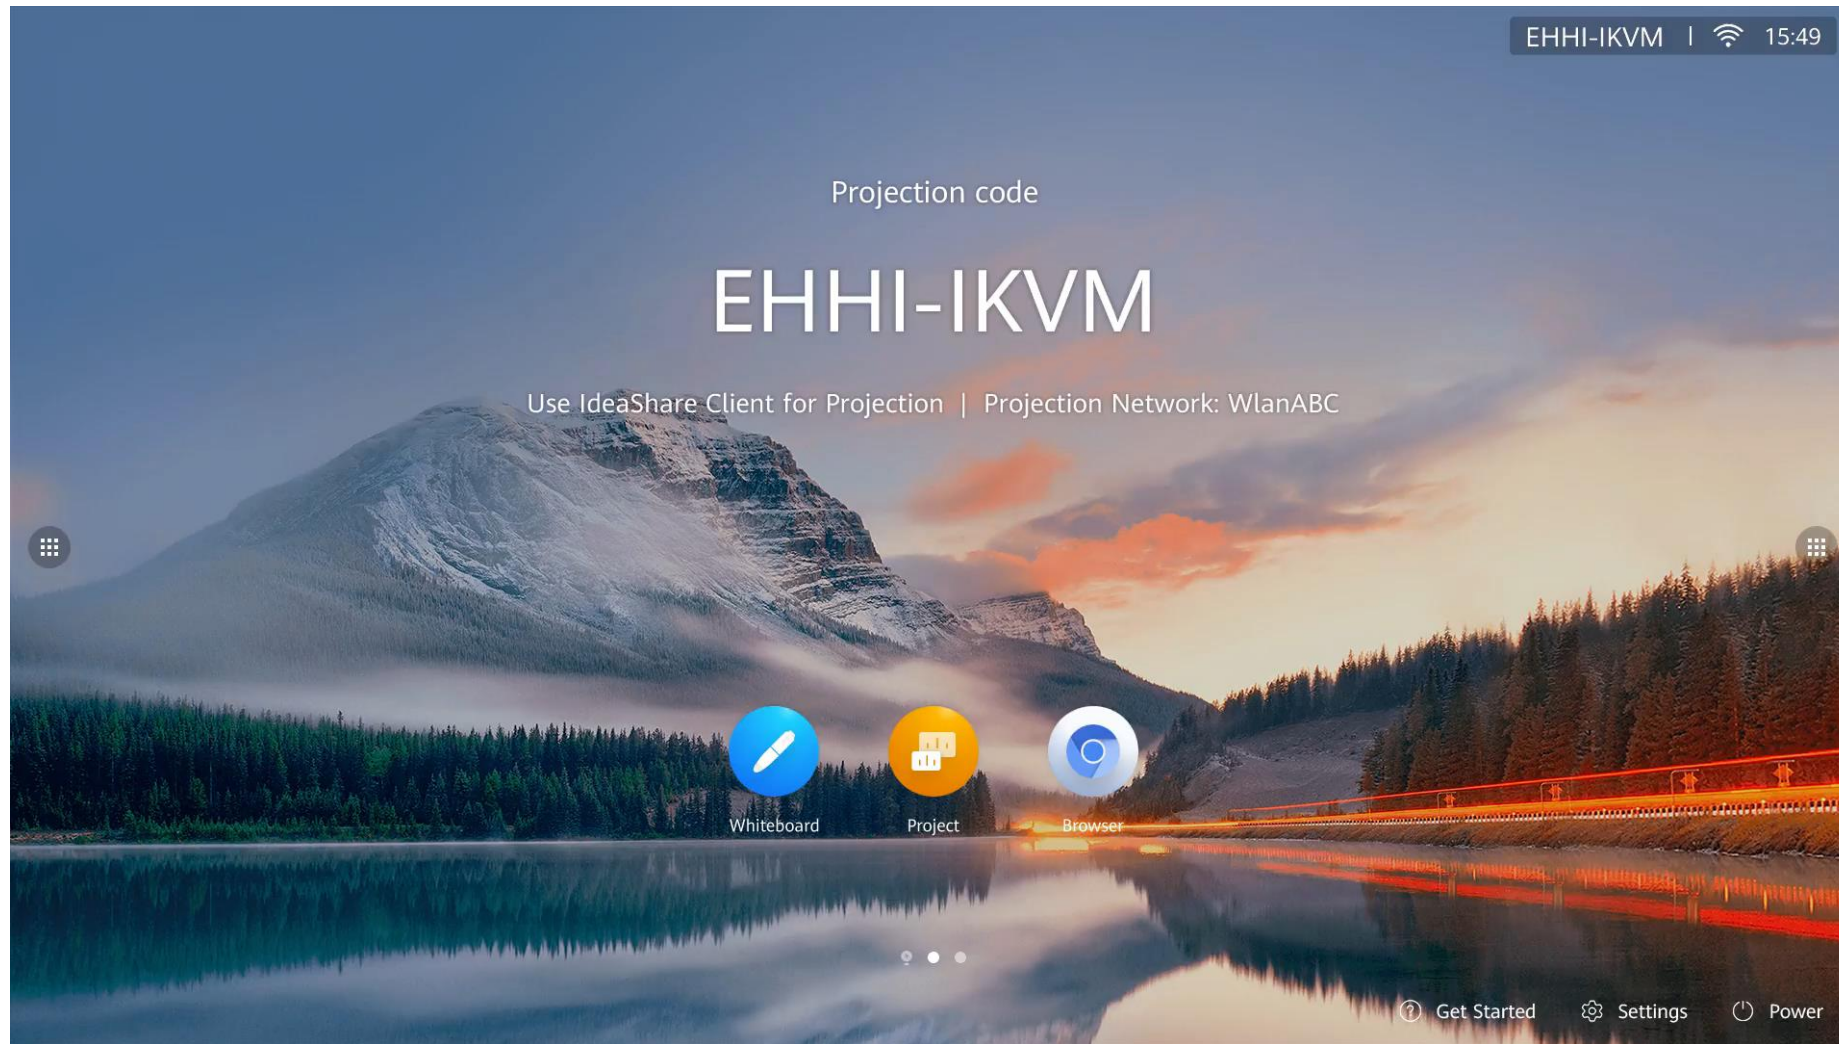 EHHI-IKVM | 15:49
Projection code
EHHI-IKVM
Use IdeaShare Client for Projection | Projection Network: WlanABC
Whiteboard Project Browser
Get Started Settings Power